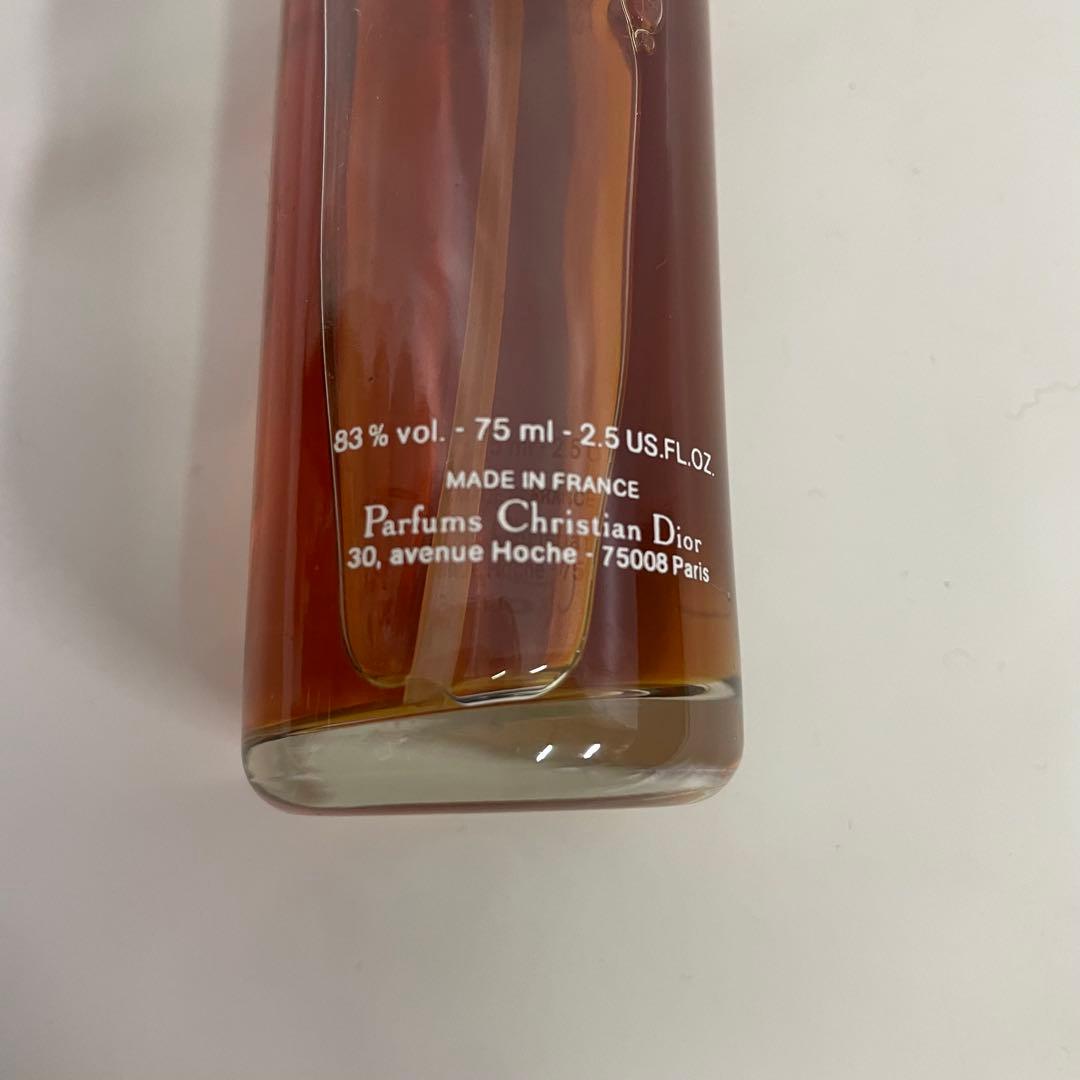 83% vol. - 75 ml - 2.5 US.FL.OZ.
MADE IN FRANCE
Parfums Christian Dior
30, avenue Hoche - 75008 Paris